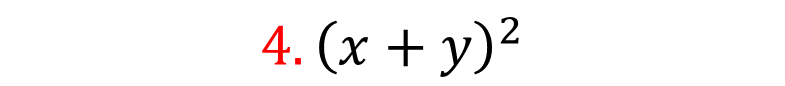 4. (x + y)²